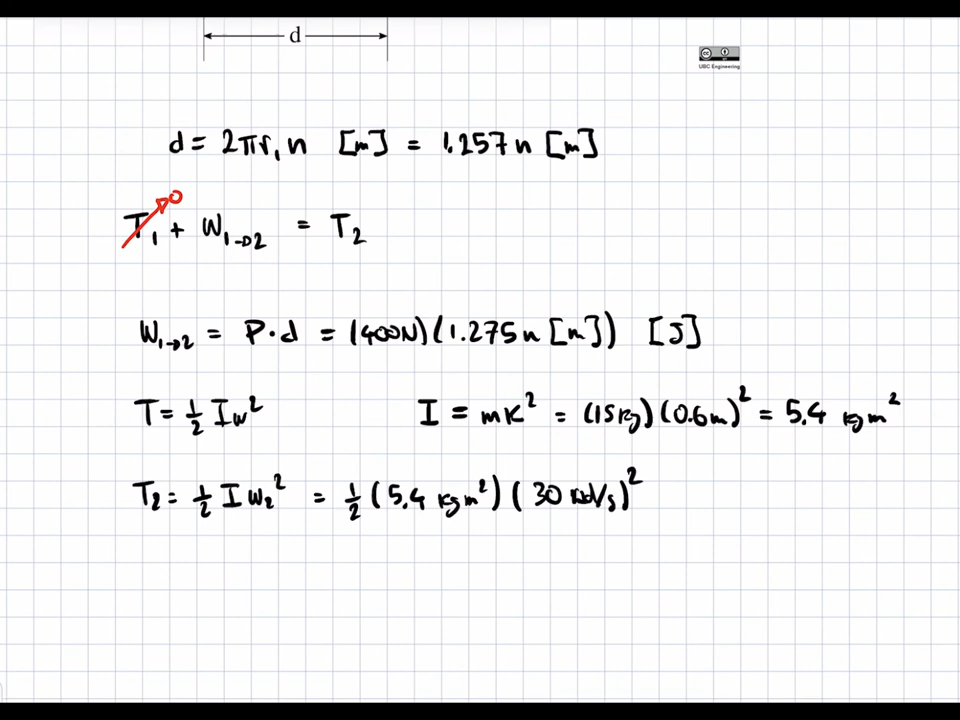 d
cc BY
UBC Engineering
d = 2πr₁n [m] = 1.257n [m]
T₁ → 0 + W₁→₂ = T₂
W₁→₂ = P·d = (400N)(1.275n [m]) [J]
T = ½ Iω² I = mK² = (15kg)(0.6m)² = 5.4 kgm²
T₂ = ½ Iω₂² = ½ (5.4 kgm²)(30 rad/s)²